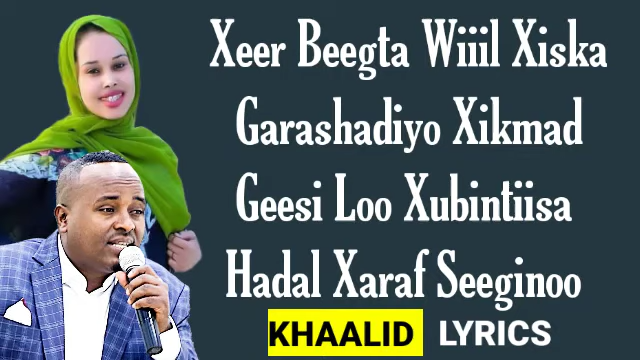 Xeer Beegta Wiiil Xiska
Garashadiyo Xikmad
Geesi Loo Xubintiisa
Hadal Xaraf Seeginoo
KHAALID LYRICS